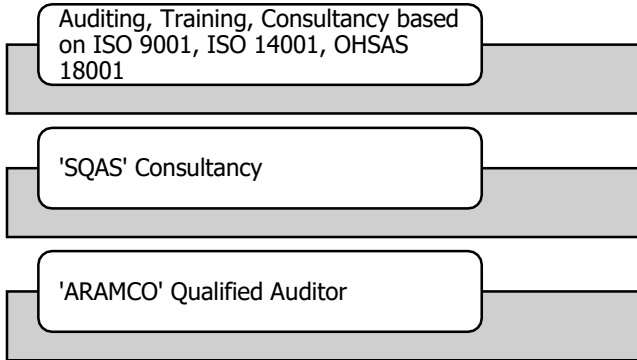 Auditing, Training, Consultancy based
on ISO 9001, ISO 14001, OHSAS
18001
'SQAS' Consultancy
'ARAMCO' Qualified Auditor